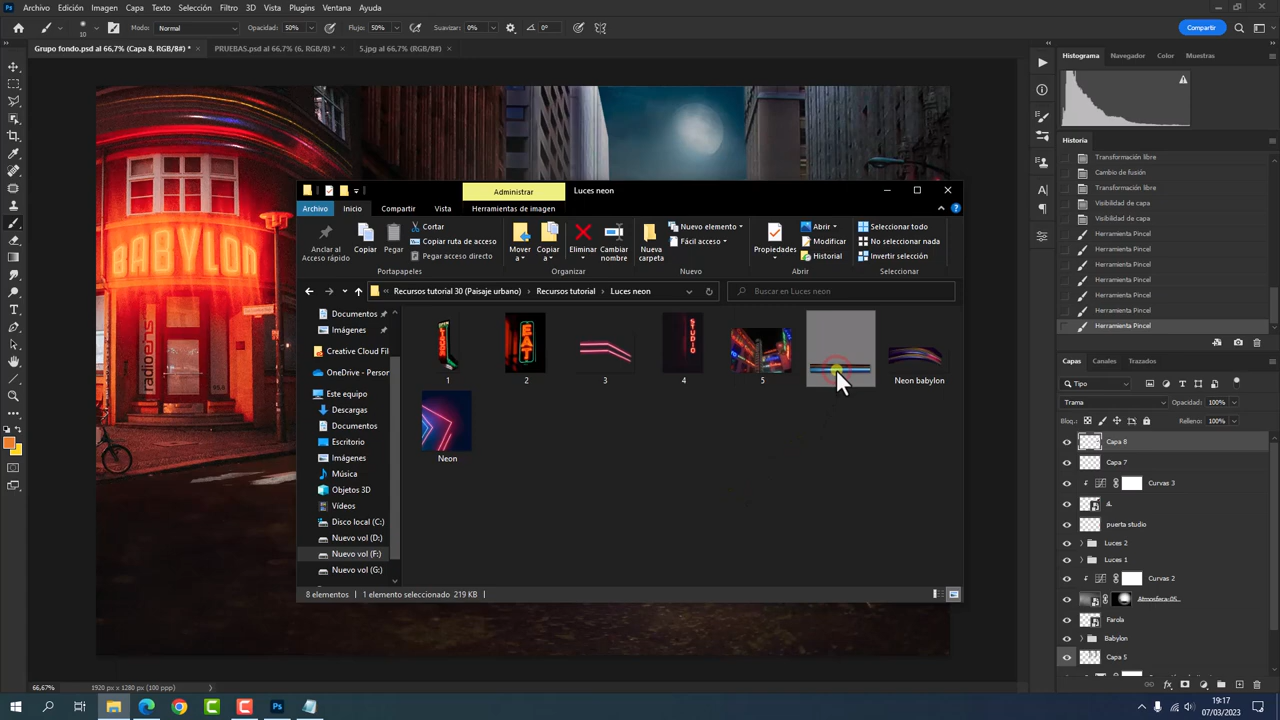 Ps Archivo Edición Imagen Capa Texto Selección Filtro 3D Vista Plugins Ventana Ayuda
10 Modo: Normal Opacidad: 50% Flujo: 50% Suavizar: 0% 0° Compartir
Grupo fondo.psd al 66,7% (Capa 8, RGB/8#) * × PRUEBAS.psd al 66,7% (6, RGB/8) * × 5.jpg al 66,7% (RGB/8#) ×
Histograma Navegador Color Muestras
Historia
Transformación libre
Cambio de fusión
Transformación libre
Visibilidad de capa
Visibilidad de capa
Herramienta Pincel
Herramienta Pincel
Herramienta Pincel
Herramienta Pincel
Herramienta Pincel
Herramienta Pincel
Herramienta Pincel
Capas Canales Trazados
Tipo
Trama Opacidad: 100%
Bloq.: Relleno: 100%
Capa 8
Capa 7
Curvas 3
4.
puerta studio
Luces 2
Luces 1
Curvas 2
Atmosfera-05
Farola
Babylon
Capa 5
BABYLON
radioeins
Administrar Luces neon
Archivo Inicio Compartir Vista Herramientas de imagen
Anclar al
Acceso rápido
Copiar
Pegar
Cortar
Copiar ruta de acceso
Pegar acceso directo
Portapapeles
Mover
a
Copiar
a
Eliminar
Cambiar
nombre
Organizar
Nueva
carpeta
Nuevo elemento
Fácil acceso
Nuevo
Propiedades
Abrir
Modificar
Historial
Abrir
Seleccionar todo
No seleccionar nada
Invertir selección
Seleccionar
« Recursos tutorial 30 (Paisaje urbano) › Recursos tutorial › Luces neon
Buscar en Luces neon
Documentos
Imágenes
Creative Cloud Fil
OneDrive - Person
Este equipo
Descargas
Documentos
Escritorio
Imágenes
Música
Objetos 3D
Vídeos
Disco local (C:)
Nuevo vol (D:)
Nuevo vol (F:)
Nuevo vol (G:)
EAT
STUDIO
1 2 3 4 5 Neon babylon
Neon
8 elementos 1 elemento seleccionado 219 KB
66,67% 1920 px x 1280 px (100 ppp)
19:17
07/03/2023